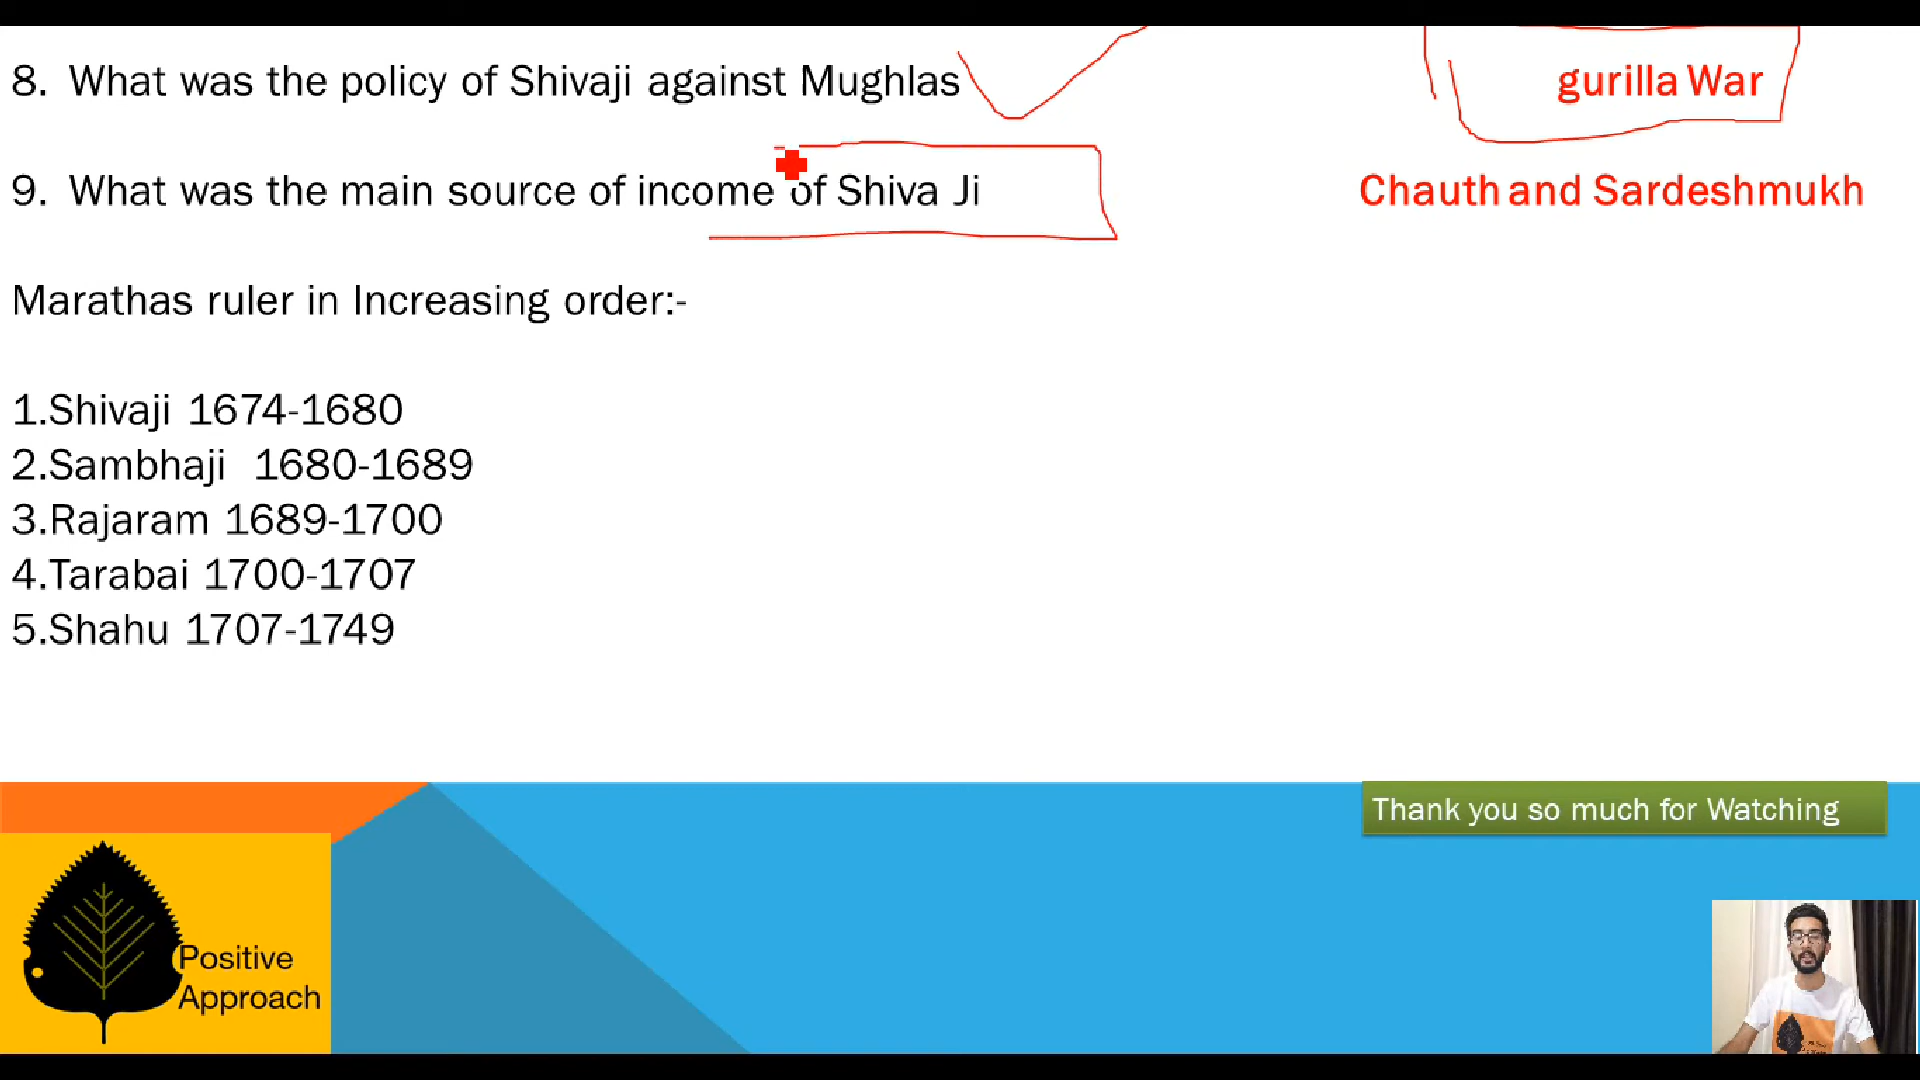 8. What was the policy of Shivaji against Mughlas gurilla War
9. What was the main source of income of Shiva Ji Chauth and Sardeshmukh
Marathas ruler in Increasing order:-
1.Shivaji 1674-1680
2.Sambhaji 1680-1689
3.Rajaram 1689-1700
4.Tarabai 1700-1707
5.Shahu 1707-1749
Thank you so much for Watching
Positive
Approach